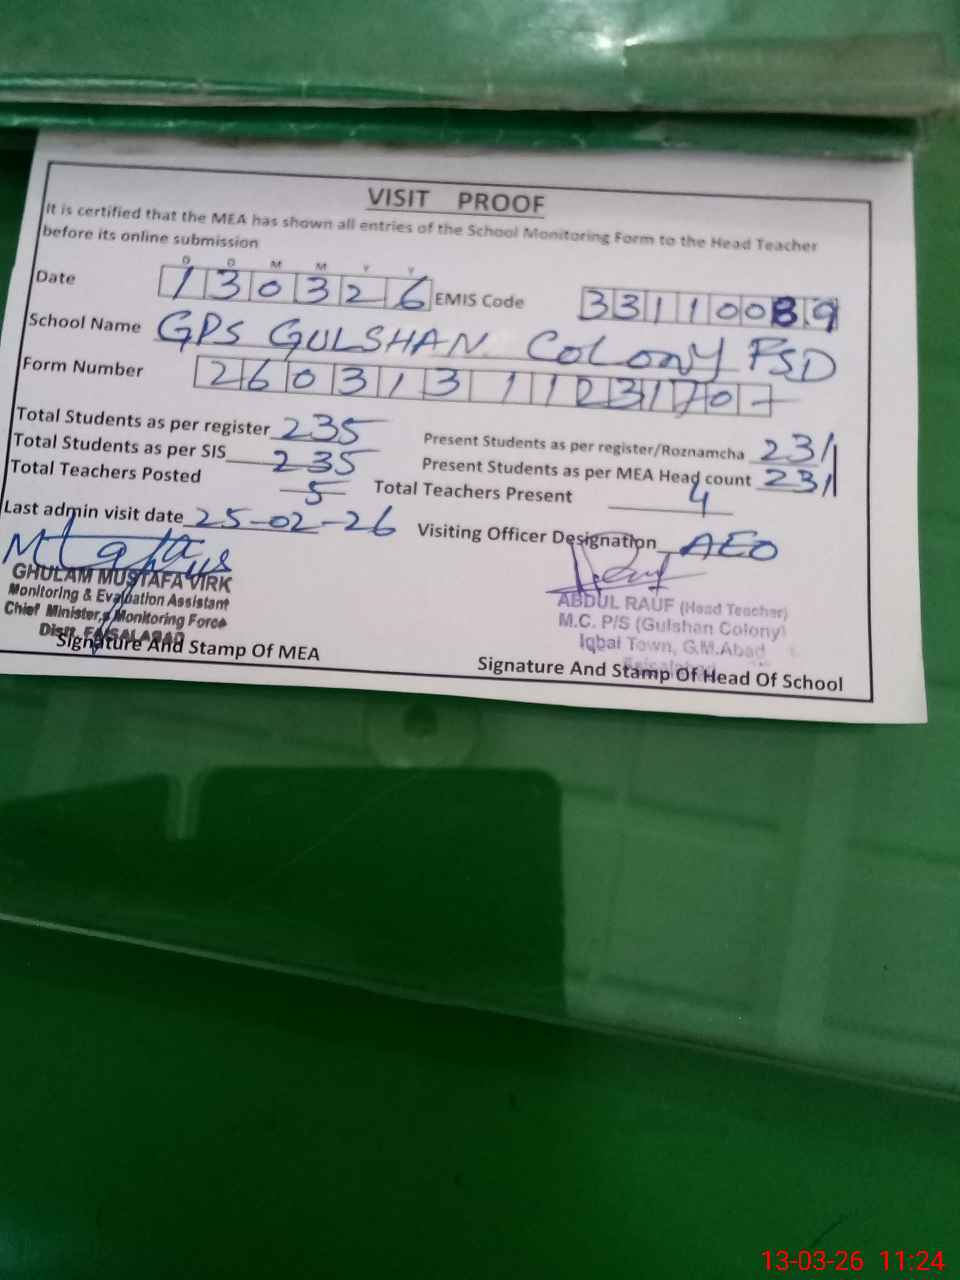 VISIT PROOF
It is certified that the MEA has shown all entries of the School Monitoring Form to the Head Teacher
before its online submission
D D M M Y Y
Date 130326 EMIS Code 33110089
School Name GPS GULSHAN COLONY FSD
Form Number 26031311123170-
Total Students as per register 235 Present Students as per register/Roznamcha 231
Total Students as per SIS 235 Present Students as per MEA Head count 231
Total Teachers Posted 5 Total Teachers Present 4
Last admin visit date 25-02-26 Visiting Officer Designation AEO
GHULAM MUSTAFA VIRK
Monitoring & Evaluation Assistant
Chief Minister,s Monitoring Force
Distt. FAISALABAD
Signature And Stamp Of MEA
ABDUL RAUF (Head Teacher)
M.C. P/S (Gulshan Colony)
Iqbal Town, G.M.Abad
Faisalabad
Signature And Stamp Of Head Of School
13-03-26 11:24